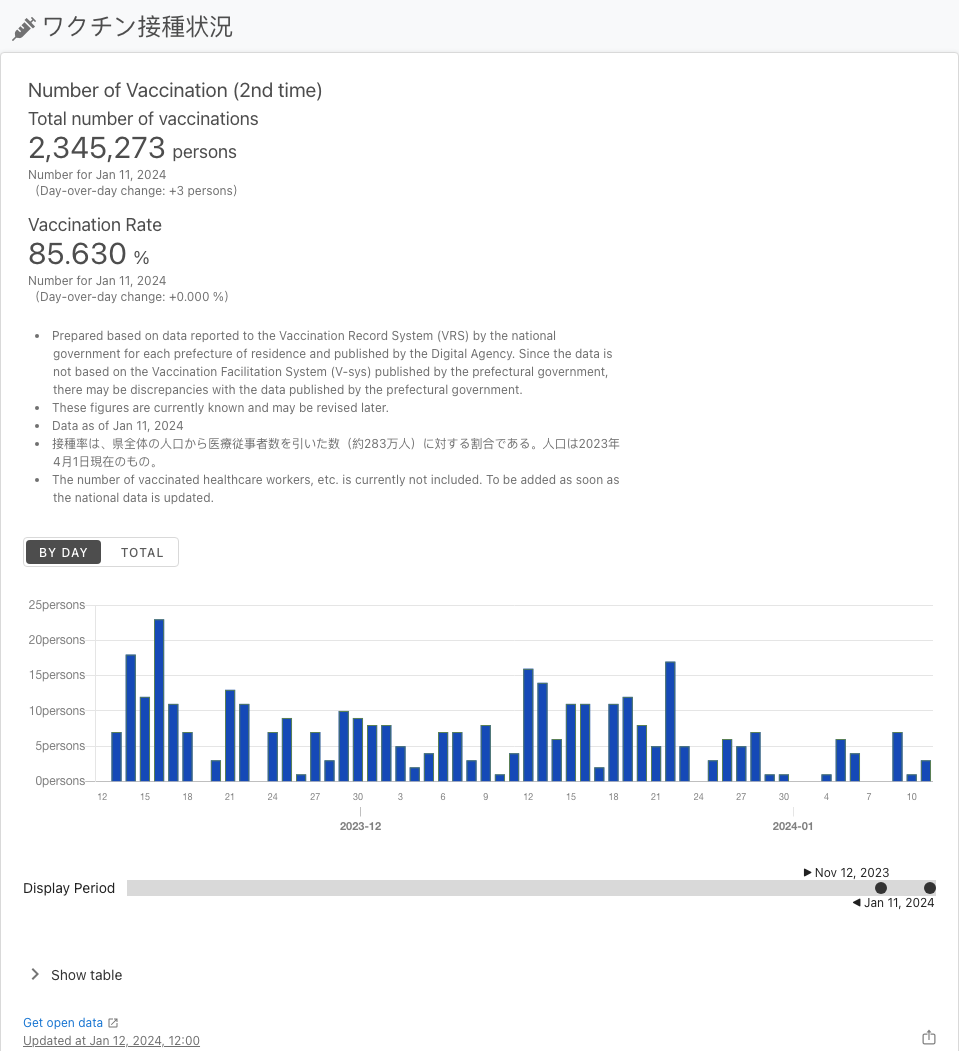 ワクチン接種状況
Number of Vaccination (2nd time)
Total number of vaccinations
2,345,273 persons
Number for Jan 11, 2024
(Day-over-day change: +3 persons)
Vaccination Rate
85.630 %
Number for Jan 11, 2024
(Day-over-day change: +0.000 %)
• Prepared based on data reported to the Vaccination Record System (VRS) by the national
government for each prefecture of residence and published by the Digital Agency. Since the data is
not based on the Vaccination Facilitation System (V-sys) published by the prefectural government,
there may be discrepancies with the data published by the prefectural government.
• These figures are currently known and may be revised later.
• Data as of Jan 11, 2024
• 接種率は、県全体の人口から医療従事者数を引いた数（約283万人）に対する割合である。人口は2023年
4月1日現在のもの。
• The number of vaccinated healthcare workers, etc. is currently not included. To be added as soon as
the national data is updated.
BY DAY TOTAL
25persons
20persons
15persons
10persons
5persons
0persons
12 15 18 21 24 27 30 3 6 9 12 15 18 21 24 27 30 4 7 10
2023-12 2024-01
Nov 12, 2023
Display Period
Jan 11, 2024
Show table
Get open data
Updated at Jan 12, 2024, 12:00